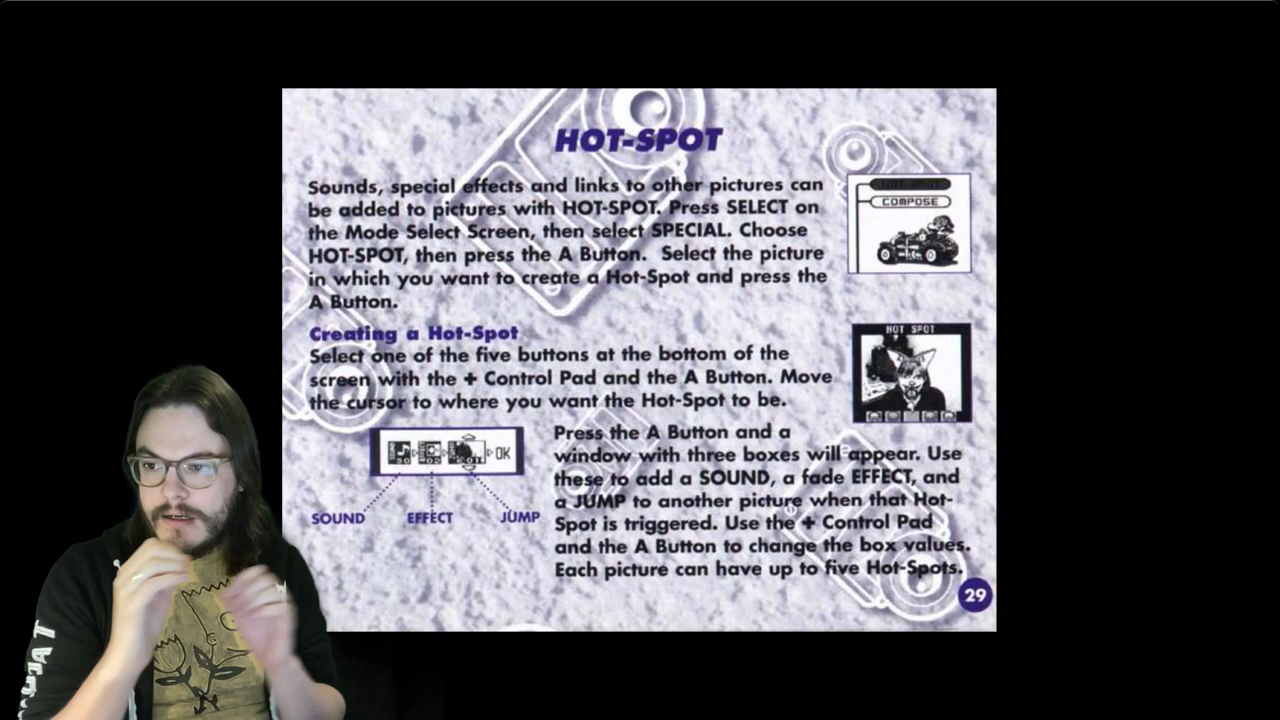 HOT-SPOT
Sounds, special effects and links to other pictures can
be added to pictures with HOT-SPOT. Press SELECT on
the Mode Select Screen, then select SPECIAL. Choose
HOT-SPOT, then press the A Button. Select the picture
in which you want to create a Hot-Spot and press the
A Button.
COMPOSE
Creating a Hot-Spot
Select one of the five buttons at the bottom of the
screen with the + Control Pad and the A Button. Move
the cursor to where you want the Hot-Spot to be.
HOT SPOT
Press the A Button and a
window with three boxes will appear. Use
these to add a SOUND, a fade EFFECT, and
a JUMP to another picture when that Hot-
Spot is triggered. Use the + Control Pad
and the A Button to change the box values.
Each picture can have up to five Hot-Spots.
OK
SOUND EFFECT JUMP
29